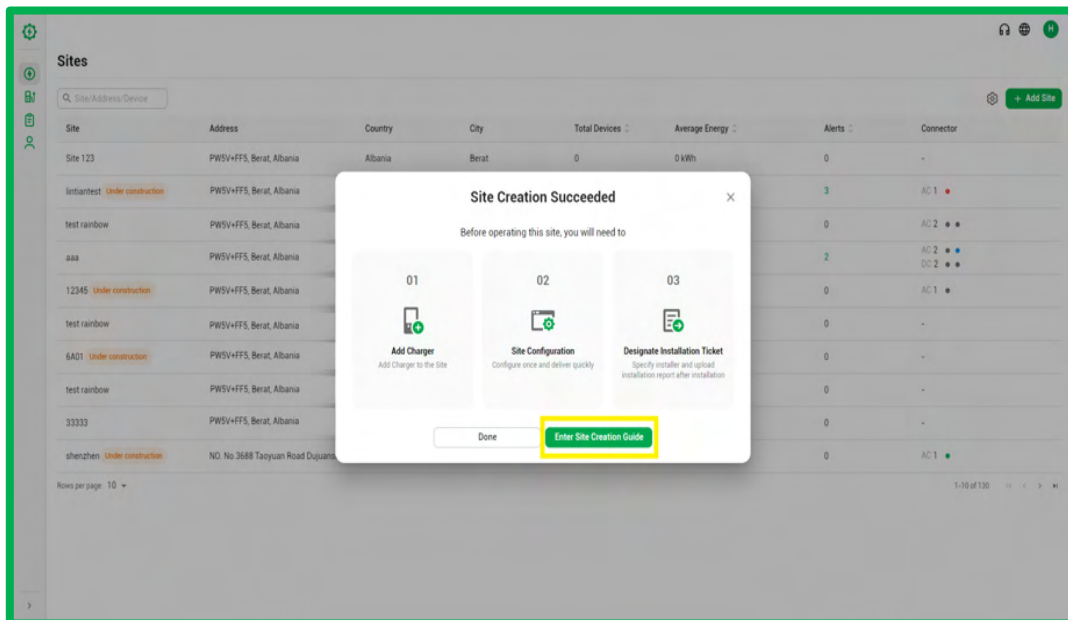 H
Sites
Site/Address/Device
+ Add Site
Site Address Country City Total Devices Average Energy Alerts Connector
Site 123 PW5V+FF5, Berat, Albania Albania Berat 0 0 kWh 0 -
lintiantest Under construction PW5V+FF5, Berat, Albania 3 AC 1
test rainbow PW5V+FF5, Berat, Albania 0 AC 2
aaa PW5V+FF5, Berat, Albania 2 AC 2
DC 2
12345 Under construction PW5V+FF5, Berat, Albania 0 AC 1
test rainbow PW5V+FF5, Berat, Albania 0 -
6A01 Under construction PW5V+FF5, Berat, Albania 0 -
test rainbow PW5V+FF5, Berat, Albania 0
33333 PW5V+FF5, Berat, Albania 0 -
shenzhen Under construction NO. No.3688 Taoyuan Road Dujuans 0 AC 1
Rows per page: 10 1-10 of 130
Site Creation Succeeded
Before operating this site, you will need to
01
Add Charger
Add Charger to the Site
02
Site Configuration
Configure once and deliver quickly
03
Designate Installation Ticket
Specify installer and upload
installation report after installation
Done
Enter Site Creation Guide